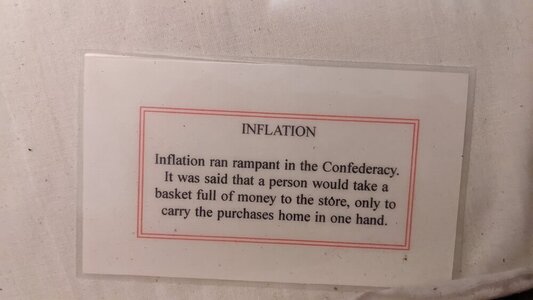 INFLATION
Inflation ran rampant in the Confederacy.
It was said that a person would take a
basket full of money to the store, only to
carry the purchases home in one hand.